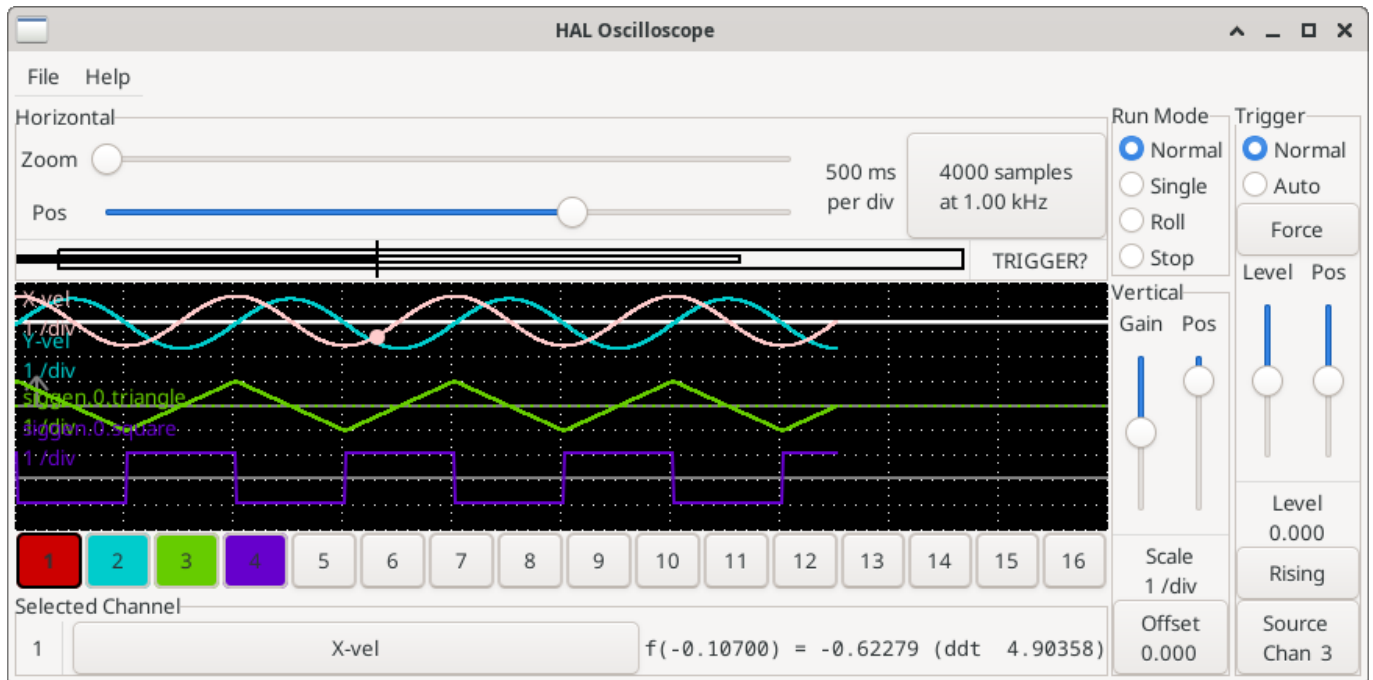 HAL Oscilloscope
File Help
Horizontal
Zoom
Pos
500 ms
per div
4000 samples
at 1.00 kHz
TRIGGER?
Run Mode
Normal
Single
Roll
Stop
Trigger
Normal
Auto
Force
Level Pos
Vertical
Gain Pos
X-vel
1 /div
Y-vel
1 /div
siggen.0.triangle
1 /div
siggen.0.square
1 /div
1 2 3 4 5 6 7 8 9 10 11 12 13 14 15 16
Scale
1 /div
Offset
0.000
Level
0.000
Rising
Source
Chan 3
Selected Channel
1 X-vel f(-0.10700) = -0.62279 (ddt 4.90358)